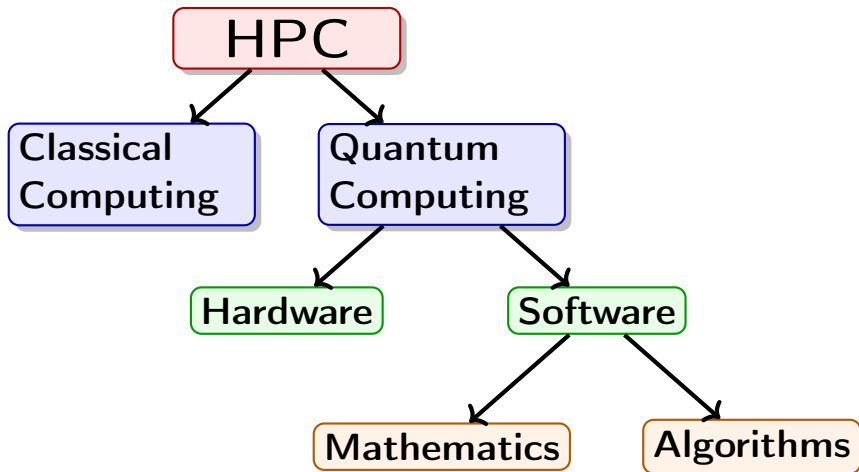 HPC
Classical
Computing
Quantum
Computing
Hardware
Software
Mathematics
Algorithms